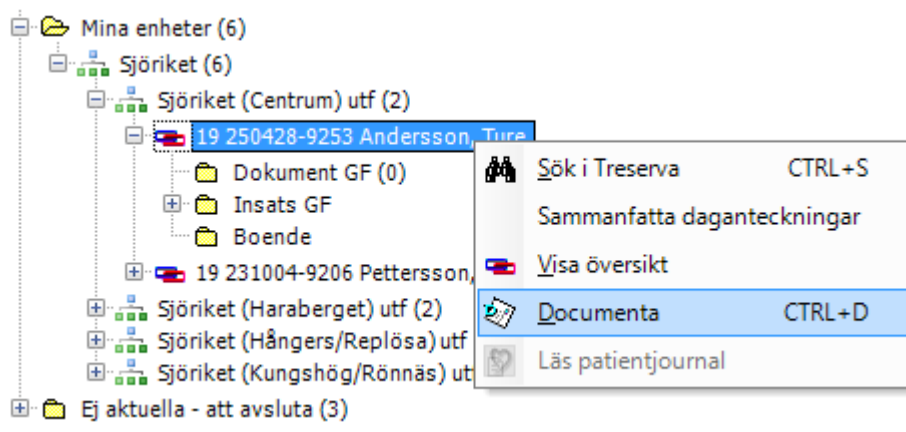 Mina enheter (6)
Sjöriket (6)
Sjöriket (Centrum) utf (2)
19 250428-9253 Andersson, Ture
Dokument GF (0)
Insats GF
Boende
19 231004-9206 Pettersson,
Sjöriket (Haraberget) utf (2)
Sjöriket (Hångers/Replösa) utf
Sjöriket (Kungshög/Rönnäs) utf
Ej aktuella - att avsluta (3)
Sök i Treserva CTRL+S
Sammanfatta daganteckningar
Visa översikt
Documenta CTRL+D
Läs patientjournal